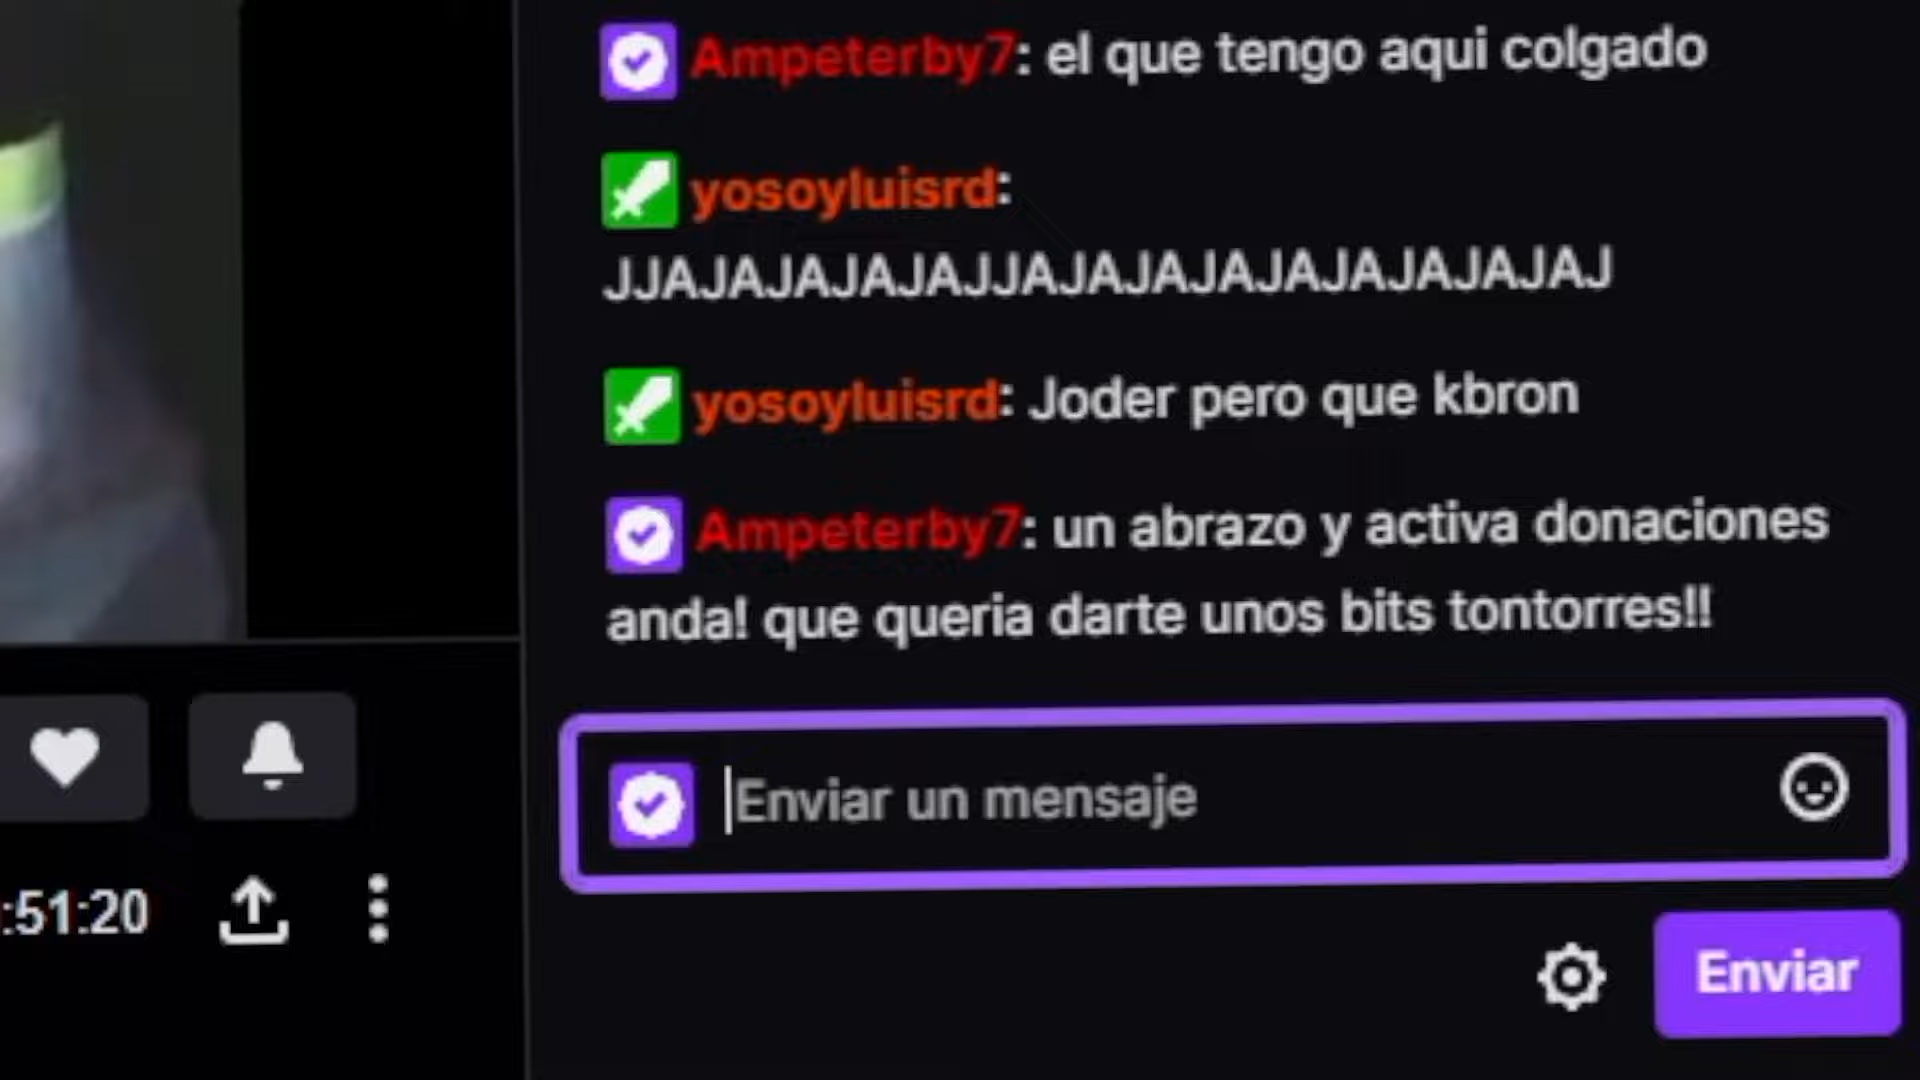 Ampeterby7: el que tengo aqui colgado
yosoyluisrd:
JJAJAJAJAJAJJAJAJAJAJAJAJAJAJAJ
yosoyluisrd: Joder pero que kbron
Ampeterby7: un abrazo y activa donaciones
anda! que queria darte unos bits tontorres!!
Enviar un mensaje
:51:20
Enviar